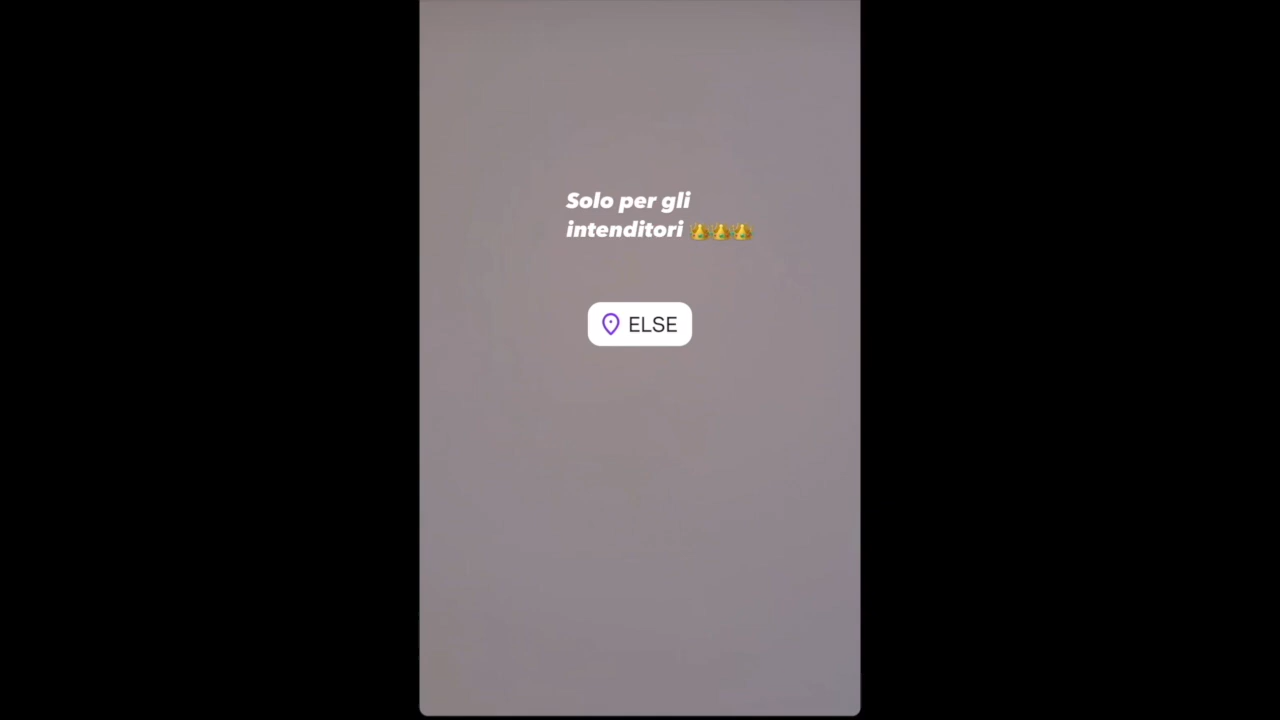 Solo per gli
intenditori 👑👑👑
ELSE